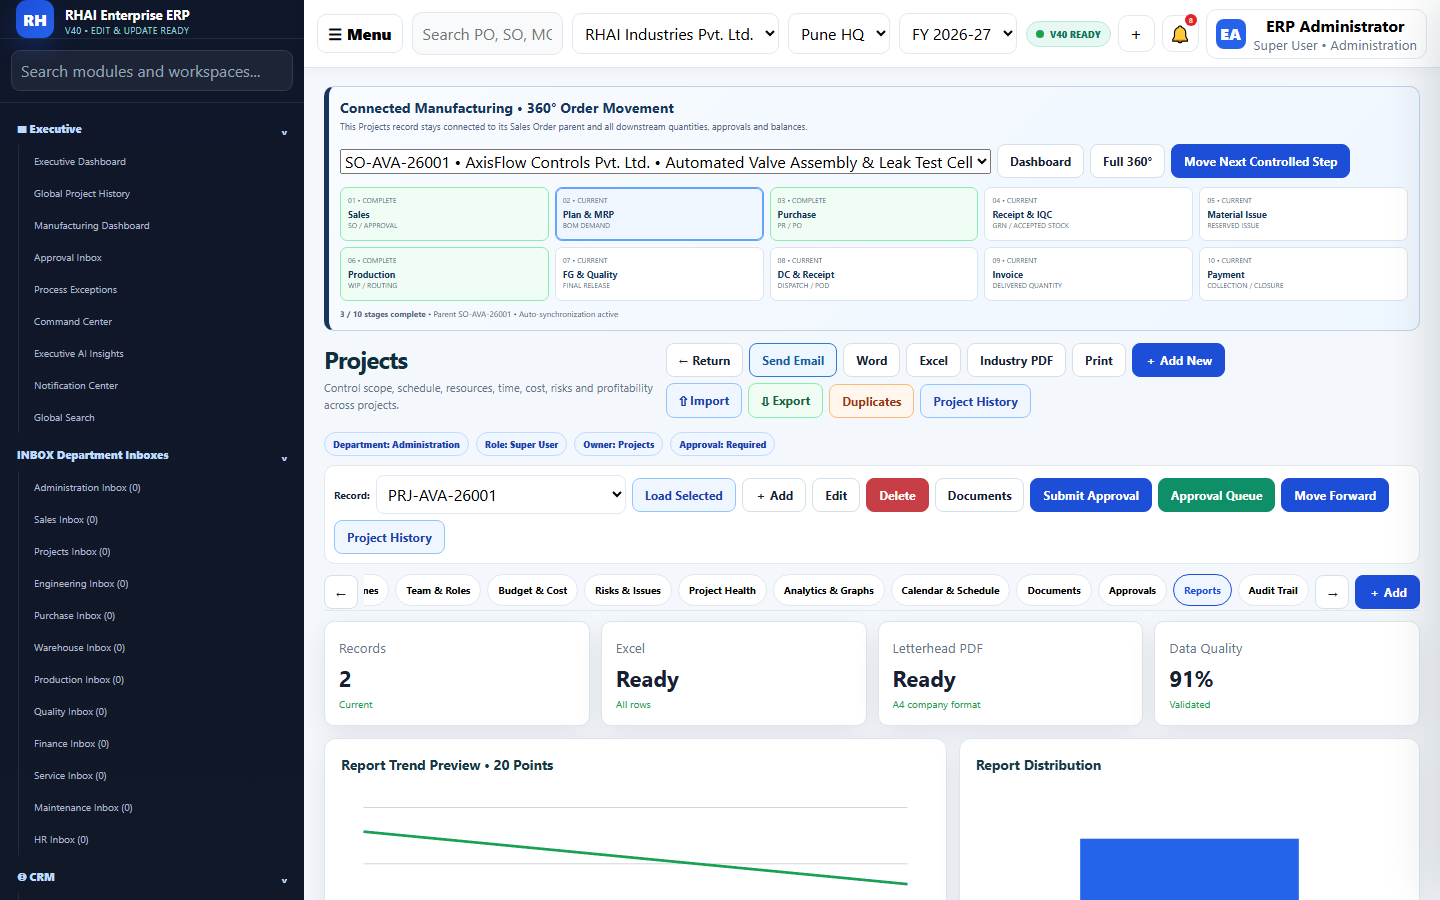 RH
RHAI Enterprise ERP
V40 • EDIT & UPDATE READY
Search modules and workspaces...
Executive
Executive Dashboard
Global Project History
Manufacturing Dashboard
Approval Inbox
Process Exceptions
Command Center
Executive AI Insights
Notification Center
Global Search
INBOX Department Inboxes
Administration Inbox (0)
Sales Inbox (0)
Projects Inbox (0)
Engineering Inbox (0)
Purchase Inbox (0)
Warehouse Inbox (0)
Production Inbox (0)
Quality Inbox (0)
Finance Inbox (0)
Service Inbox (0)
Maintenance Inbox (0)
HR Inbox (0)
CRM
☰ Menu
Search PO, SO, MO
RHAI Industries Pvt. Ltd.
Pune HQ
FY 2026-27
V40 READY
+
8
EA
ERP Administrator
Super User • Administration
Connected Manufacturing • 360° Order Movement
This Projects record stays connected to its Sales Order parent and all downstream quantities, approvals and balances.
SO-AVA-26001 • AxisFlow Controls Pvt. Ltd. • Automated Valve Assembly & Leak Test Cell
Dashboard
Full 360°
Move Next Controlled Step
01 • COMPLETE
Sales
SO / APPROVAL
02 • CURRENT
Plan & MRP
BOM DEMAND
03 • COMPLETE
Purchase
PR / PO
04 • CURRENT
Receipt & IQC
GRN / ACCEPTED STOCK
05 • CURRENT
Material Issue
RESERVED ISSUE
06 • COMPLETE
Production
WIP / ROUTING
07 • CURRENT
FG & Quality
FINAL RELEASE
08 • CURRENT
DC & Receipt
DISPATCH / POD
09 • CURRENT
Invoice
DELIVERED QUANTITY
10 • CURRENT
Payment
COLLECTION / CLOSURE
3 / 10 stages complete • Parent SO-AVA-26001 • Auto-synchronization active
Projects
Control scope, schedule, resources, time, cost, risks and profitability
across projects.
← Return
Send Email
Word
Excel
Industry PDF
Print
+ Add New
⇧ Import
⇩ Export
Duplicates
Project History
Department: Administration
Role: Super User
Owner: Projects
Approval: Required
Record:
PRJ-AVA-26001
Load Selected
+ Add
Edit
Delete
Documents
Submit Approval
Approval Queue
Move Forward
Project History
←
nes
Team & Roles
Budget & Cost
Risks & Issues
Project Health
Analytics & Graphs
Calendar & Schedule
Documents
Approvals
Reports
Audit Trail
→
+ Add
Records
2
Current
Excel
Ready
All rows
Letterhead PDF
Ready
A4 company format
Data Quality
91%
Validated
Report Trend Preview • 20 Points
Report Distribution